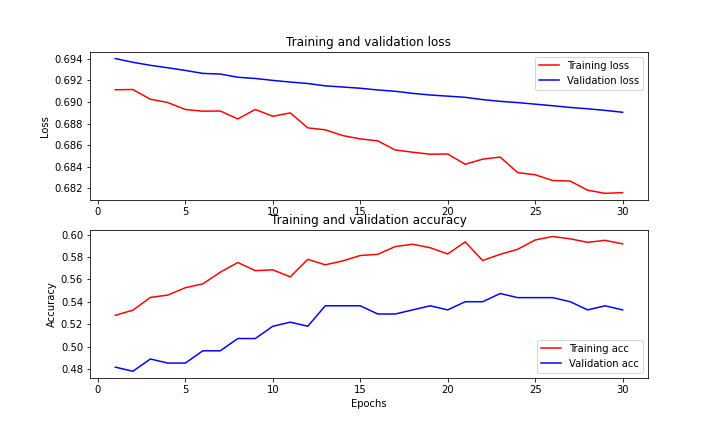 Training and validation loss
0.694
0.692
0.690
0.688
0.686
0.684
0.682
Loss
Training loss
Validation loss
0 5 10 15 20 25 30
Training and validation accuracy
0.60
0.58
0.56
0.54
0.52
0.50
0.48
Accuracy
Training acc
Validation acc
0 5 10 15 20 25 30
Epochs